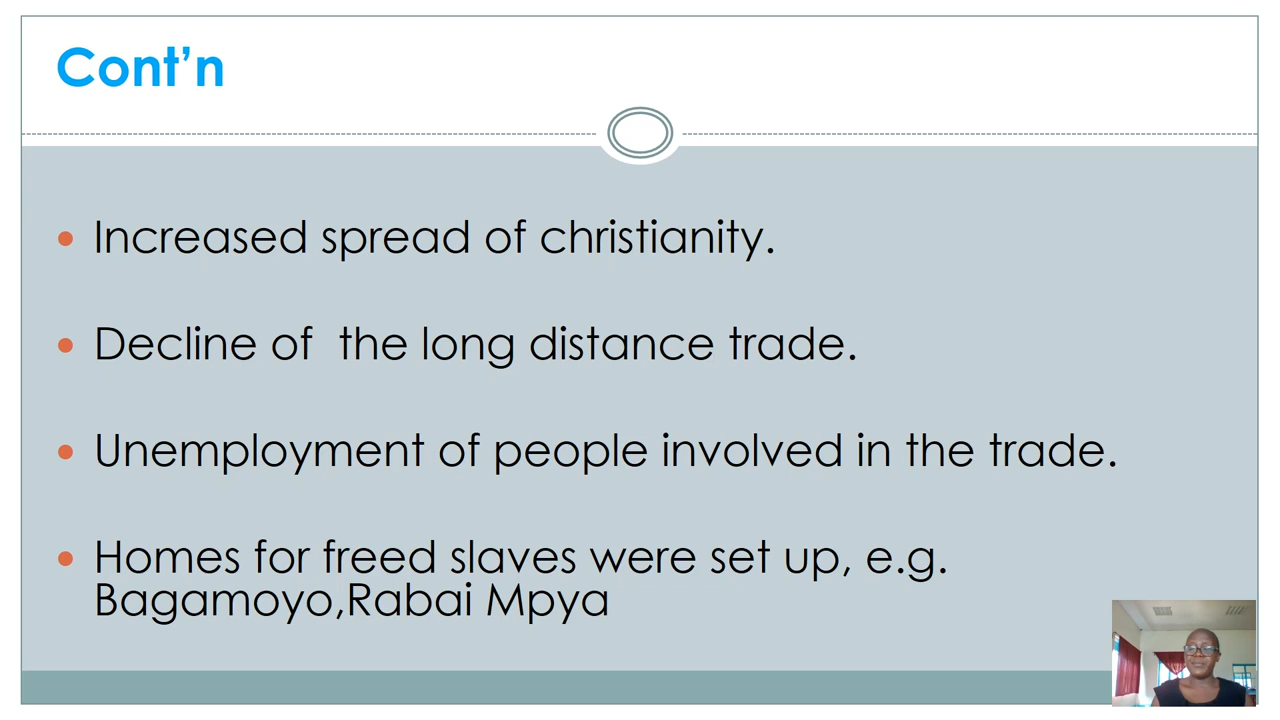 Cont’n
Increased spread of christianity.
Decline of  the long distance trade.
Unemployment of people involved in the trade.
Homes for freed slaves were set up, e.g.
Bagamoyo,Rabai Mpya